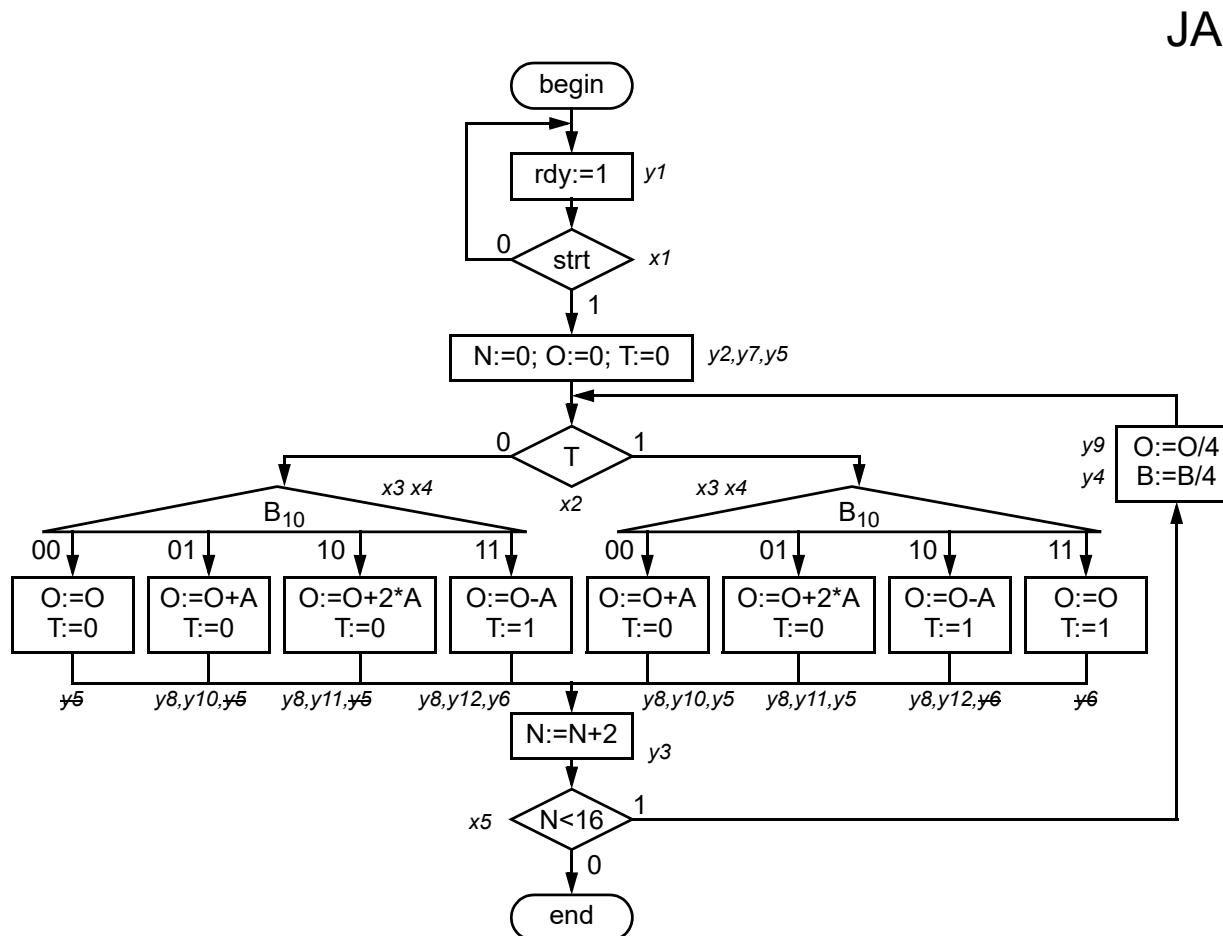 JA
begin
rdy:=1
y1
0
strt
x1
1
N:=0; O:=0; T:=0
y2,y7,y5
0
T
1
x2
y9
O:=O/4
y4
B:=B/4
x3 x4
B10
x3 x4
B10
00
01
10
11
00
01
10
11
O:=O
T:=0
O:=O+A
T:=0
O:=O+2*A
T:=0
O:=O-A
T:=1
O:=O+A
T:=0
O:=O+2*A
T:=0
O:=O-A
T:=1
O:=O
T:=1
y5
y8,y10,y5
y8,y11,y5
y8,y12,y6
y8,y10,y5
y8,y11,y5
y8,y12,y6
y6
N:=N+2
y3
x5
N<16
1
0
end